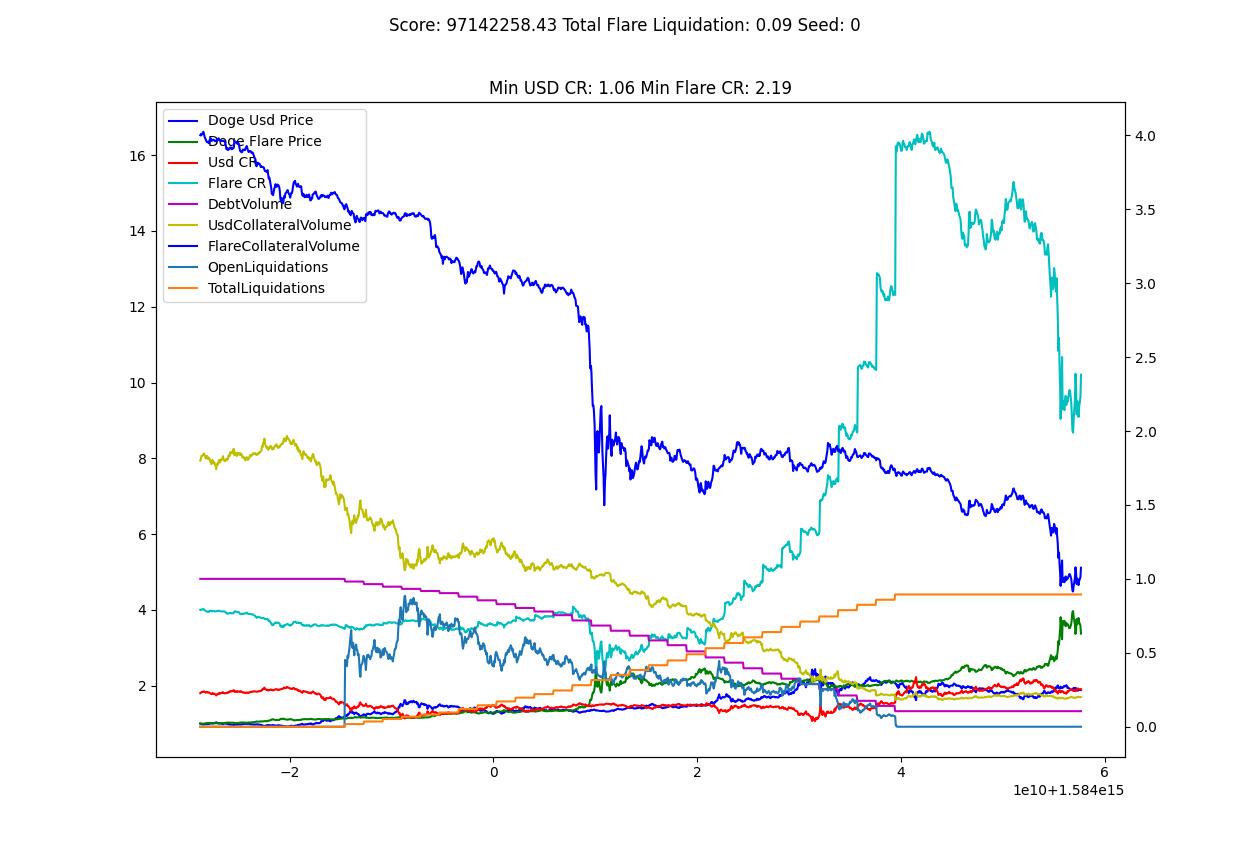 Score: 97142258.43 Total Flare Liquidation: 0.09 Seed: 0
Min USD CR: 1.06 Min Flare CR: 2.19
Doge Usd Price
Doge Flare Price
Usd CR
Flare CR
DebtVolume
UsdCollateralVolume
FlareCollateralVolume
OpenLiquidations
TotalLiquidations
16
14
12
10
8
6
4
2
4.0
3.5
3.0
2.5
2.0
1.5
1.0
0.5
0.0
−2
0
2
4
6
1e10+1.584e15